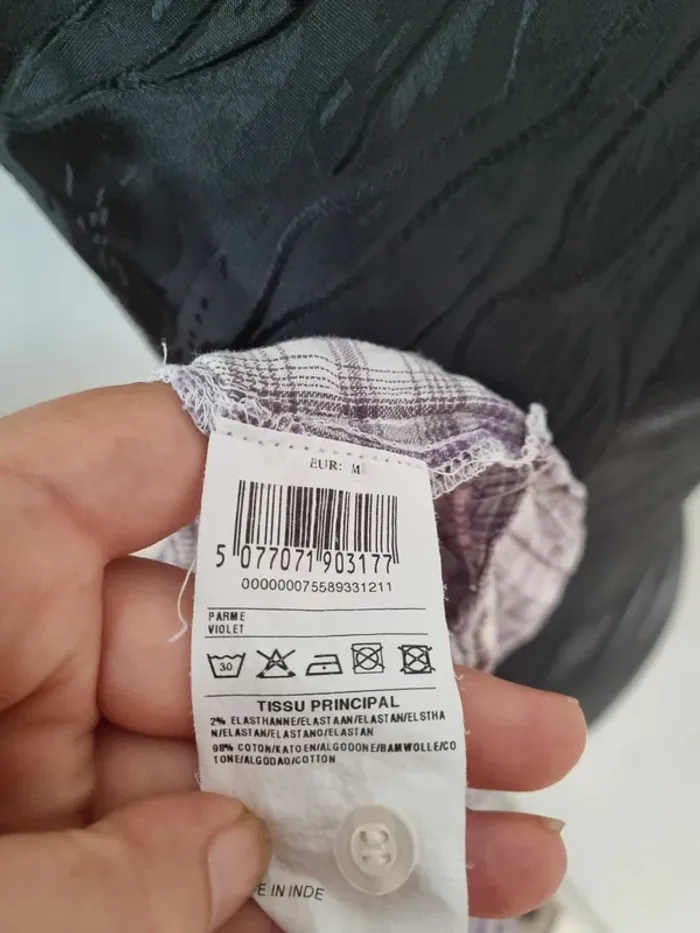 EUR: M
5 077071 903177
000000075589331211
PARME
VIOLET
30
TISSU PRINCIPAL
2% ELASTHANNE/ELASTAAN/ELASTAN/ELSTHA
N/ELASTAN/ELASTANO/ELASTAN
98% COTON/KATOEN/ALGODONE/BAMWOLLE/CO
TONE/ALGODAO/COTTON
E IN INDE